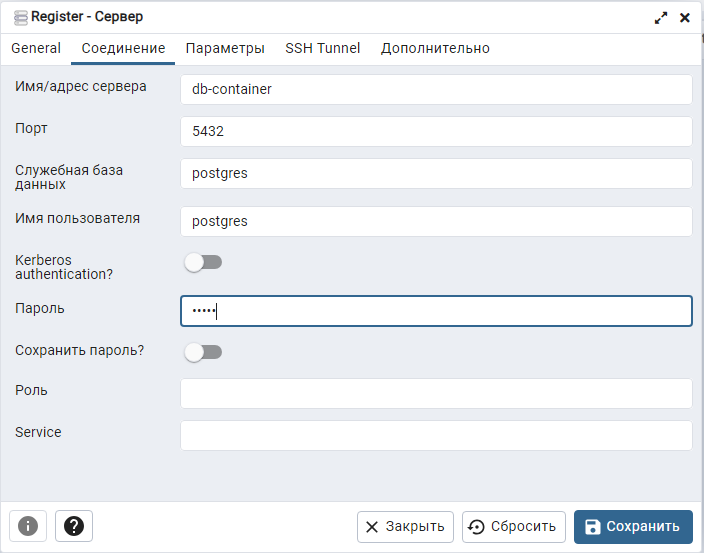 Register - Сервер
General Соединение Параметры SSH Tunnel Дополнительно
Имя/адрес сервера db-container
Порт 5432
Служебная база
данных postgres
Имя пользователя postgres
Kerberos
authentication?
Пароль •••••
Сохранить пароль?
Роль
Service
Закрыть Сбросить Сохранить